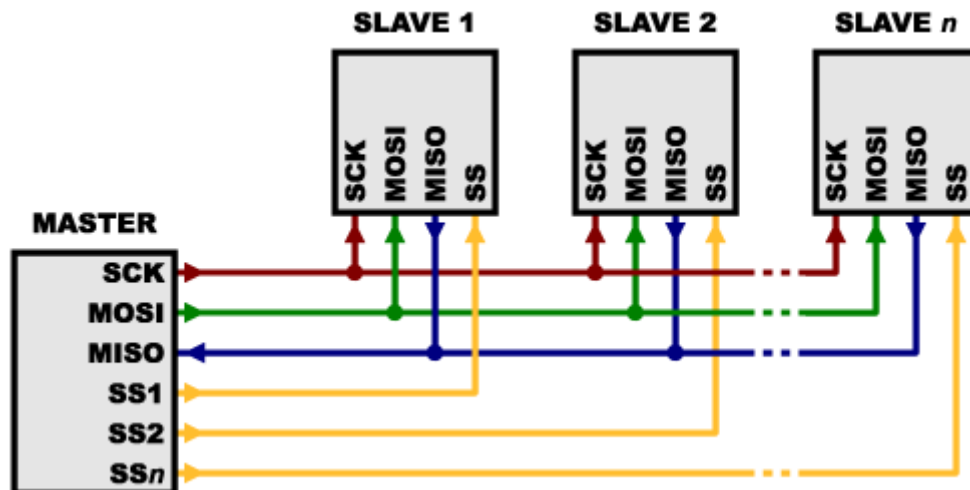 SLAVE 1
SLAVE 2
SLAVE n
SCK
MOSI
MISO
SS
SCK
MOSI
MISO
SS
SCK
MOSI
MISO
SS
MASTER
SCK
MOSI
MISO
SS1
SS2
SSn